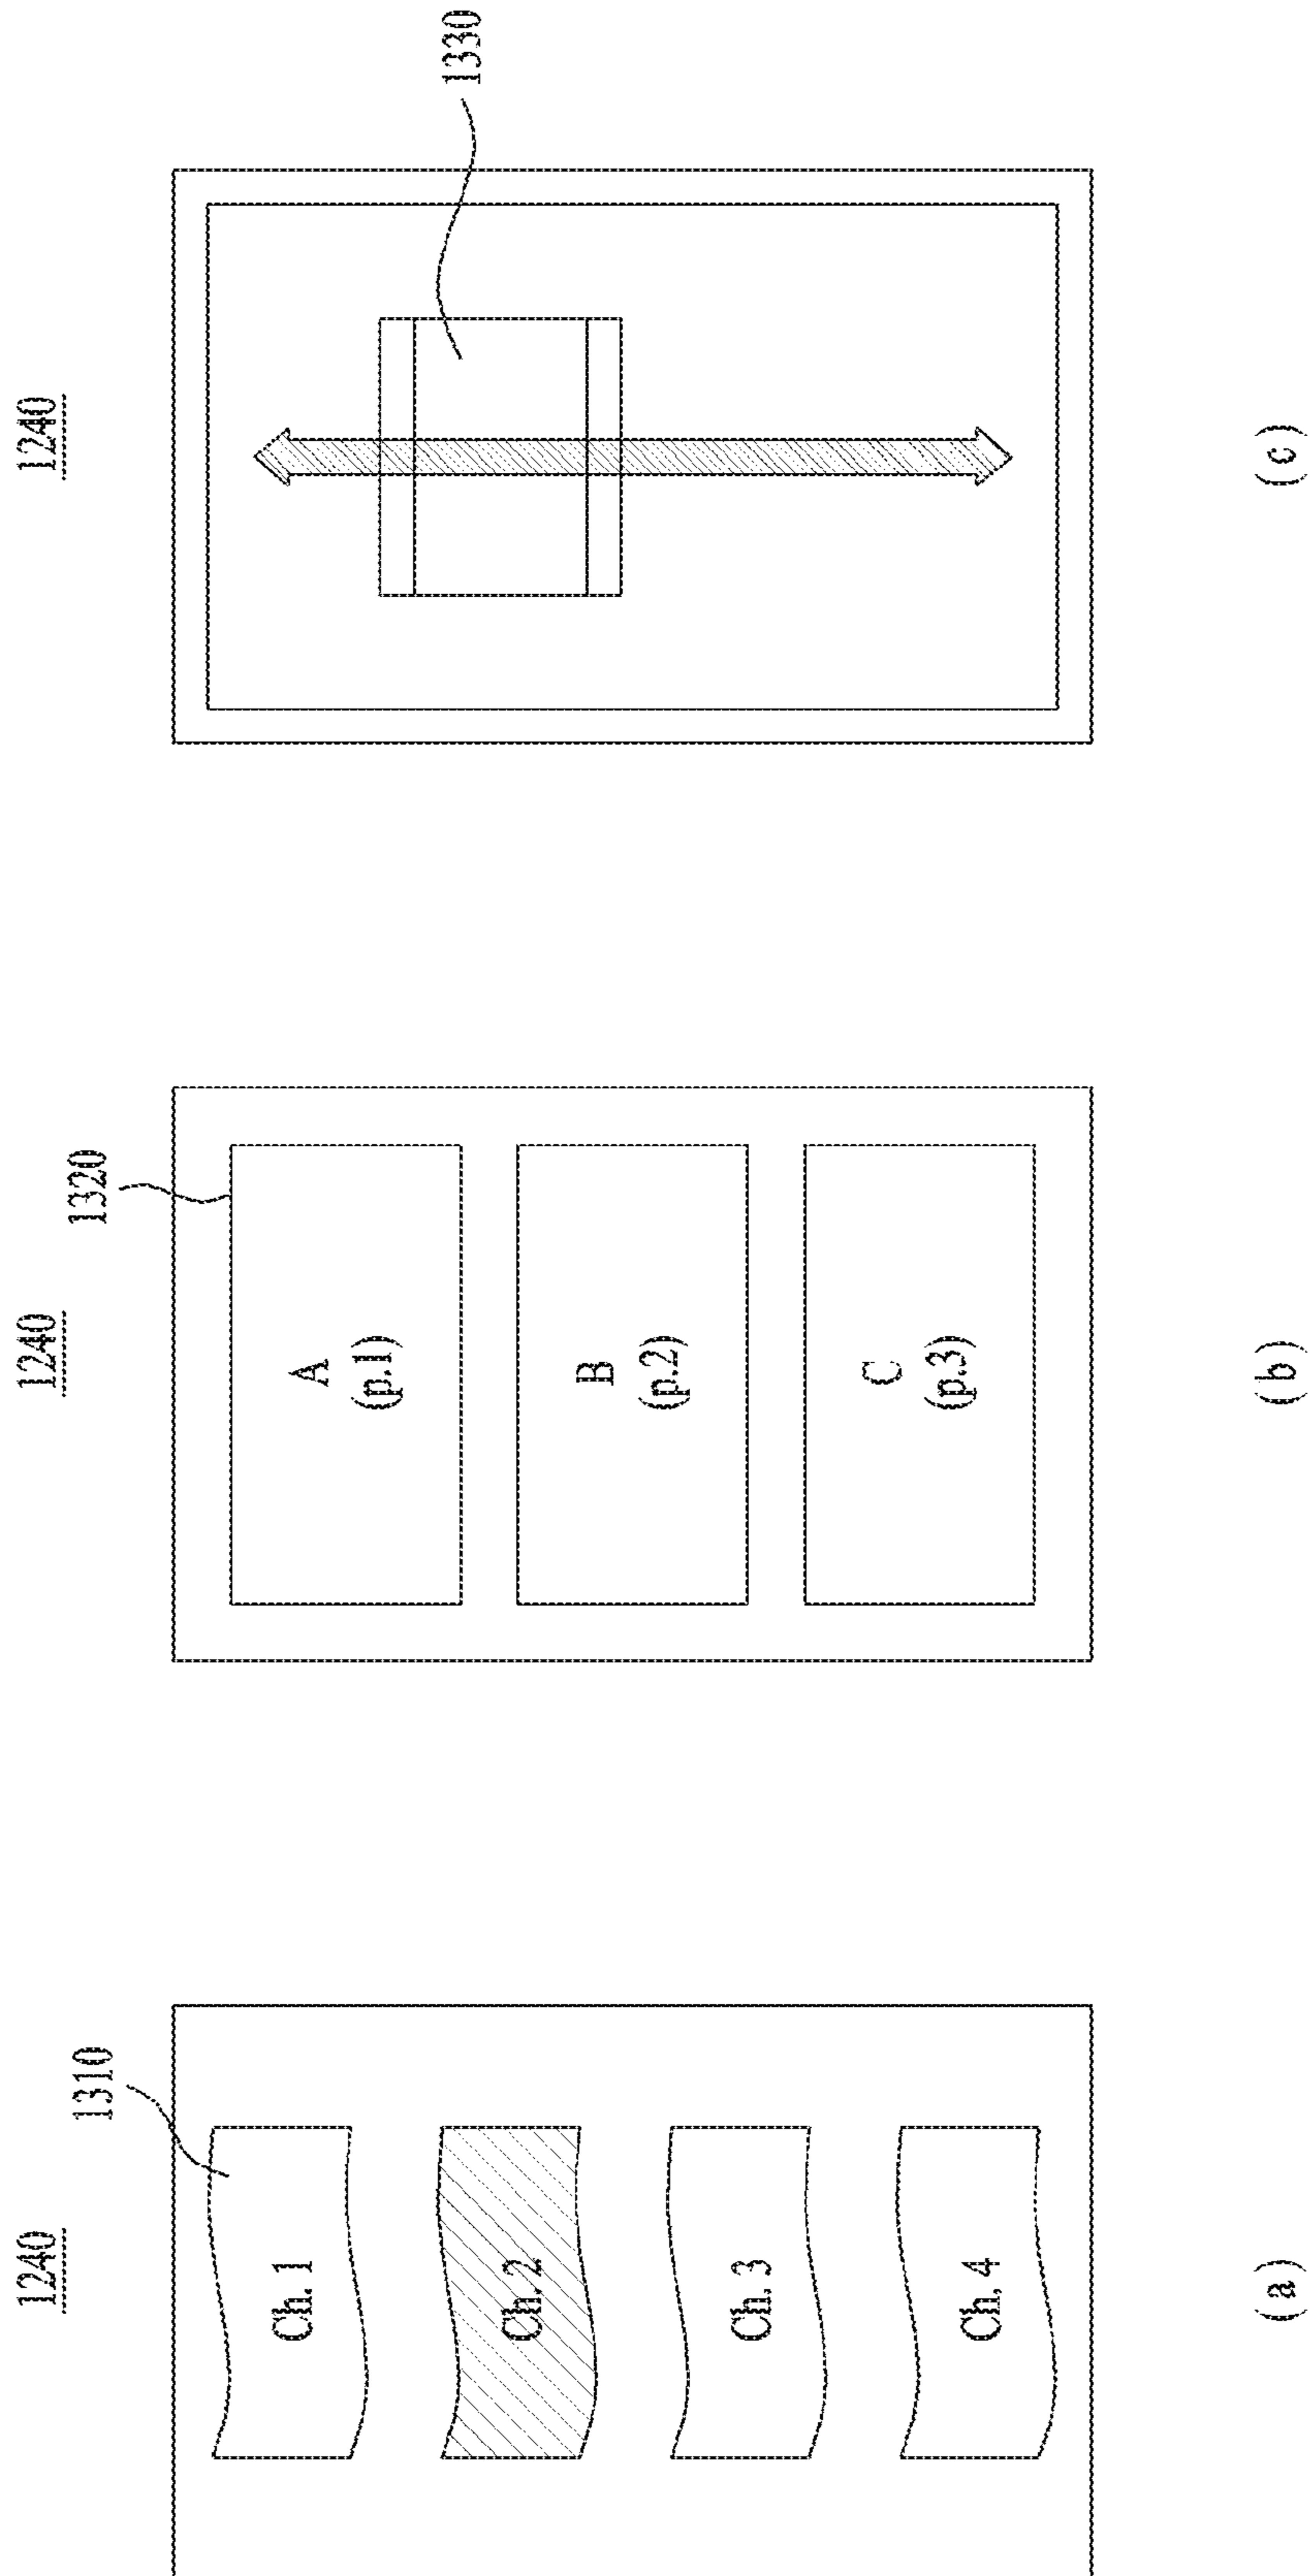 1240
1310
Ch. 1
Ch. 2
Ch. 3
Ch. 4
(a)
1240
1320
A
(p.1)
B
(p.2)
C
(p.3)
(b)
1240
1330
(c)